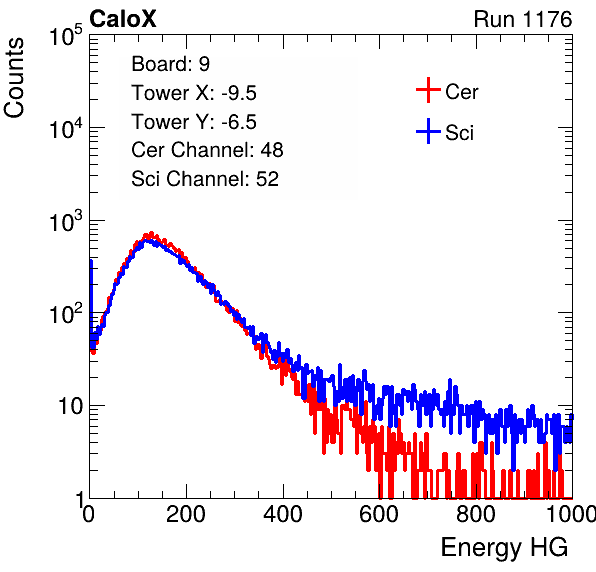 CaloX Run 1176
Counts
10^5
10^4
10^3
10^2
10
1
Board: 9
Tower X: -9.5
Tower Y: -6.5
Cer Channel: 48
Sci Channel: 52
Cer
Sci
0 200 400 600 800 1000
Energy HG